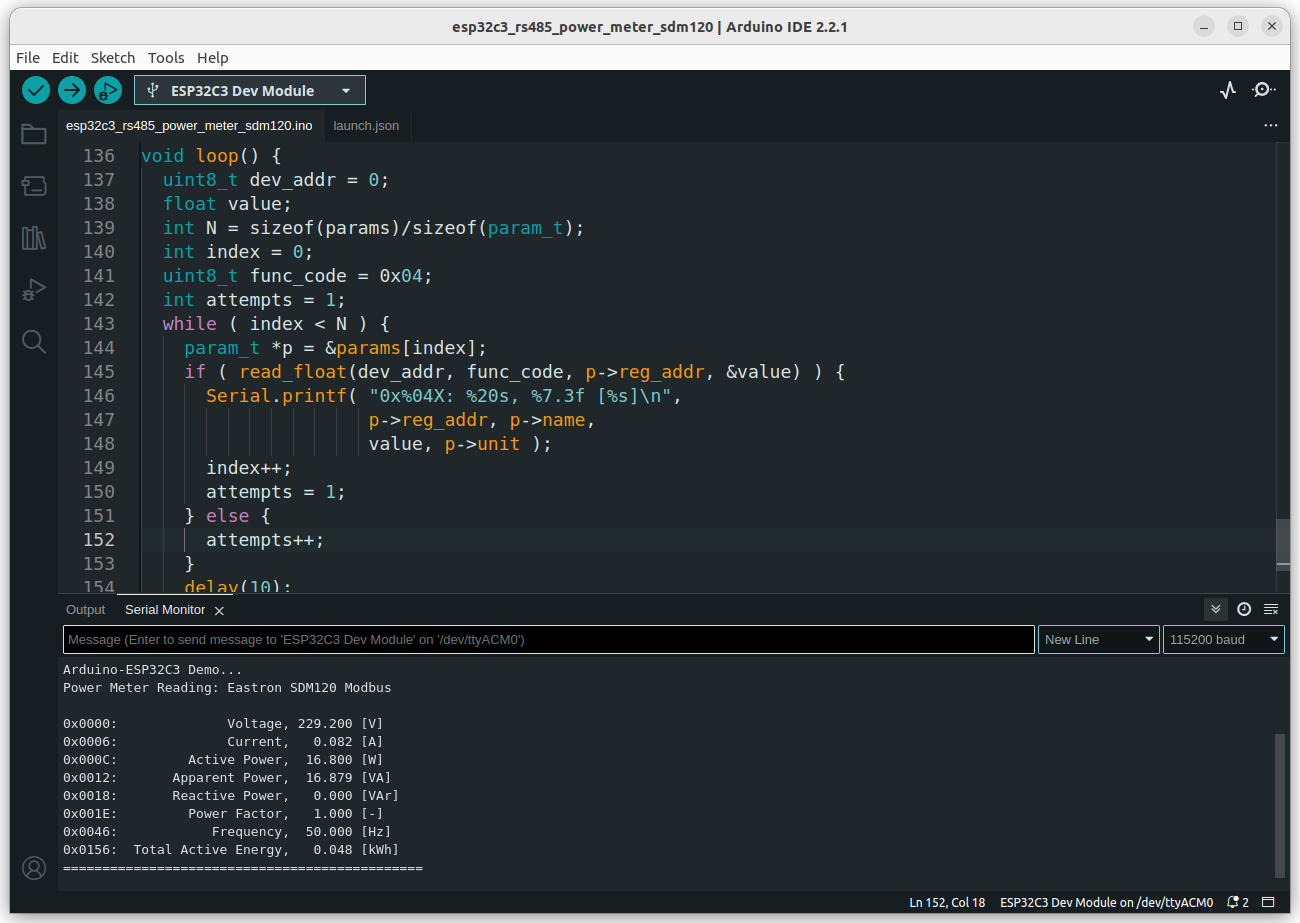 esp32c3_rs485_power_meter_sdm120 | Arduino IDE 2.2.1
File Edit Sketch Tools Help
ESP32C3 Dev Module
esp32c3_rs485_power_meter_sdm120.ino launch.json
136 void loop() {
137 uint8_t dev_addr = 0;
138 float value;
139 int N = sizeof(params)/sizeof(param_t);
140 int index = 0;
141 uint8_t func_code = 0x04;
142 int attempts = 1;
143 while ( index < N ) {
144 param_t *p = &params[index];
145 if ( read_float(dev_addr, func_code, p->reg_addr, &value) ) {
146 Serial.printf( "0x%04X: %20s, %7.3f [%s]\n",
147 p->reg_addr, p->name,
148 value, p->unit );
149 index++;
150 attempts = 1;
151 } else {
152 attempts++;
153 }
154 delay(10);
Output Serial Monitor
Message (Enter to send message to 'ESP32C3 Dev Module' on '/dev/ttyACM0') New Line 115200 baud
Arduino-ESP32C3 Demo...
Power Meter Reading: Eastron SDM120 Modbus
0x0000: Voltage, 229.200 [V]
0x0006: Current, 0.082 [A]
0x000C: Active Power, 16.800 [W]
0x0012: Apparent Power, 16.879 [VA]
0x0018: Reactive Power, 0.000 [VAr]
0x001E: Power Factor, 1.000 [-]
0x0046: Frequency, 50.000 [Hz]
0x0156: Total Active Energy, 0.048 [kWh]
==============================================
Ln 152, Col 18 ESP32C3 Dev Module on /dev/ttyACM0 2